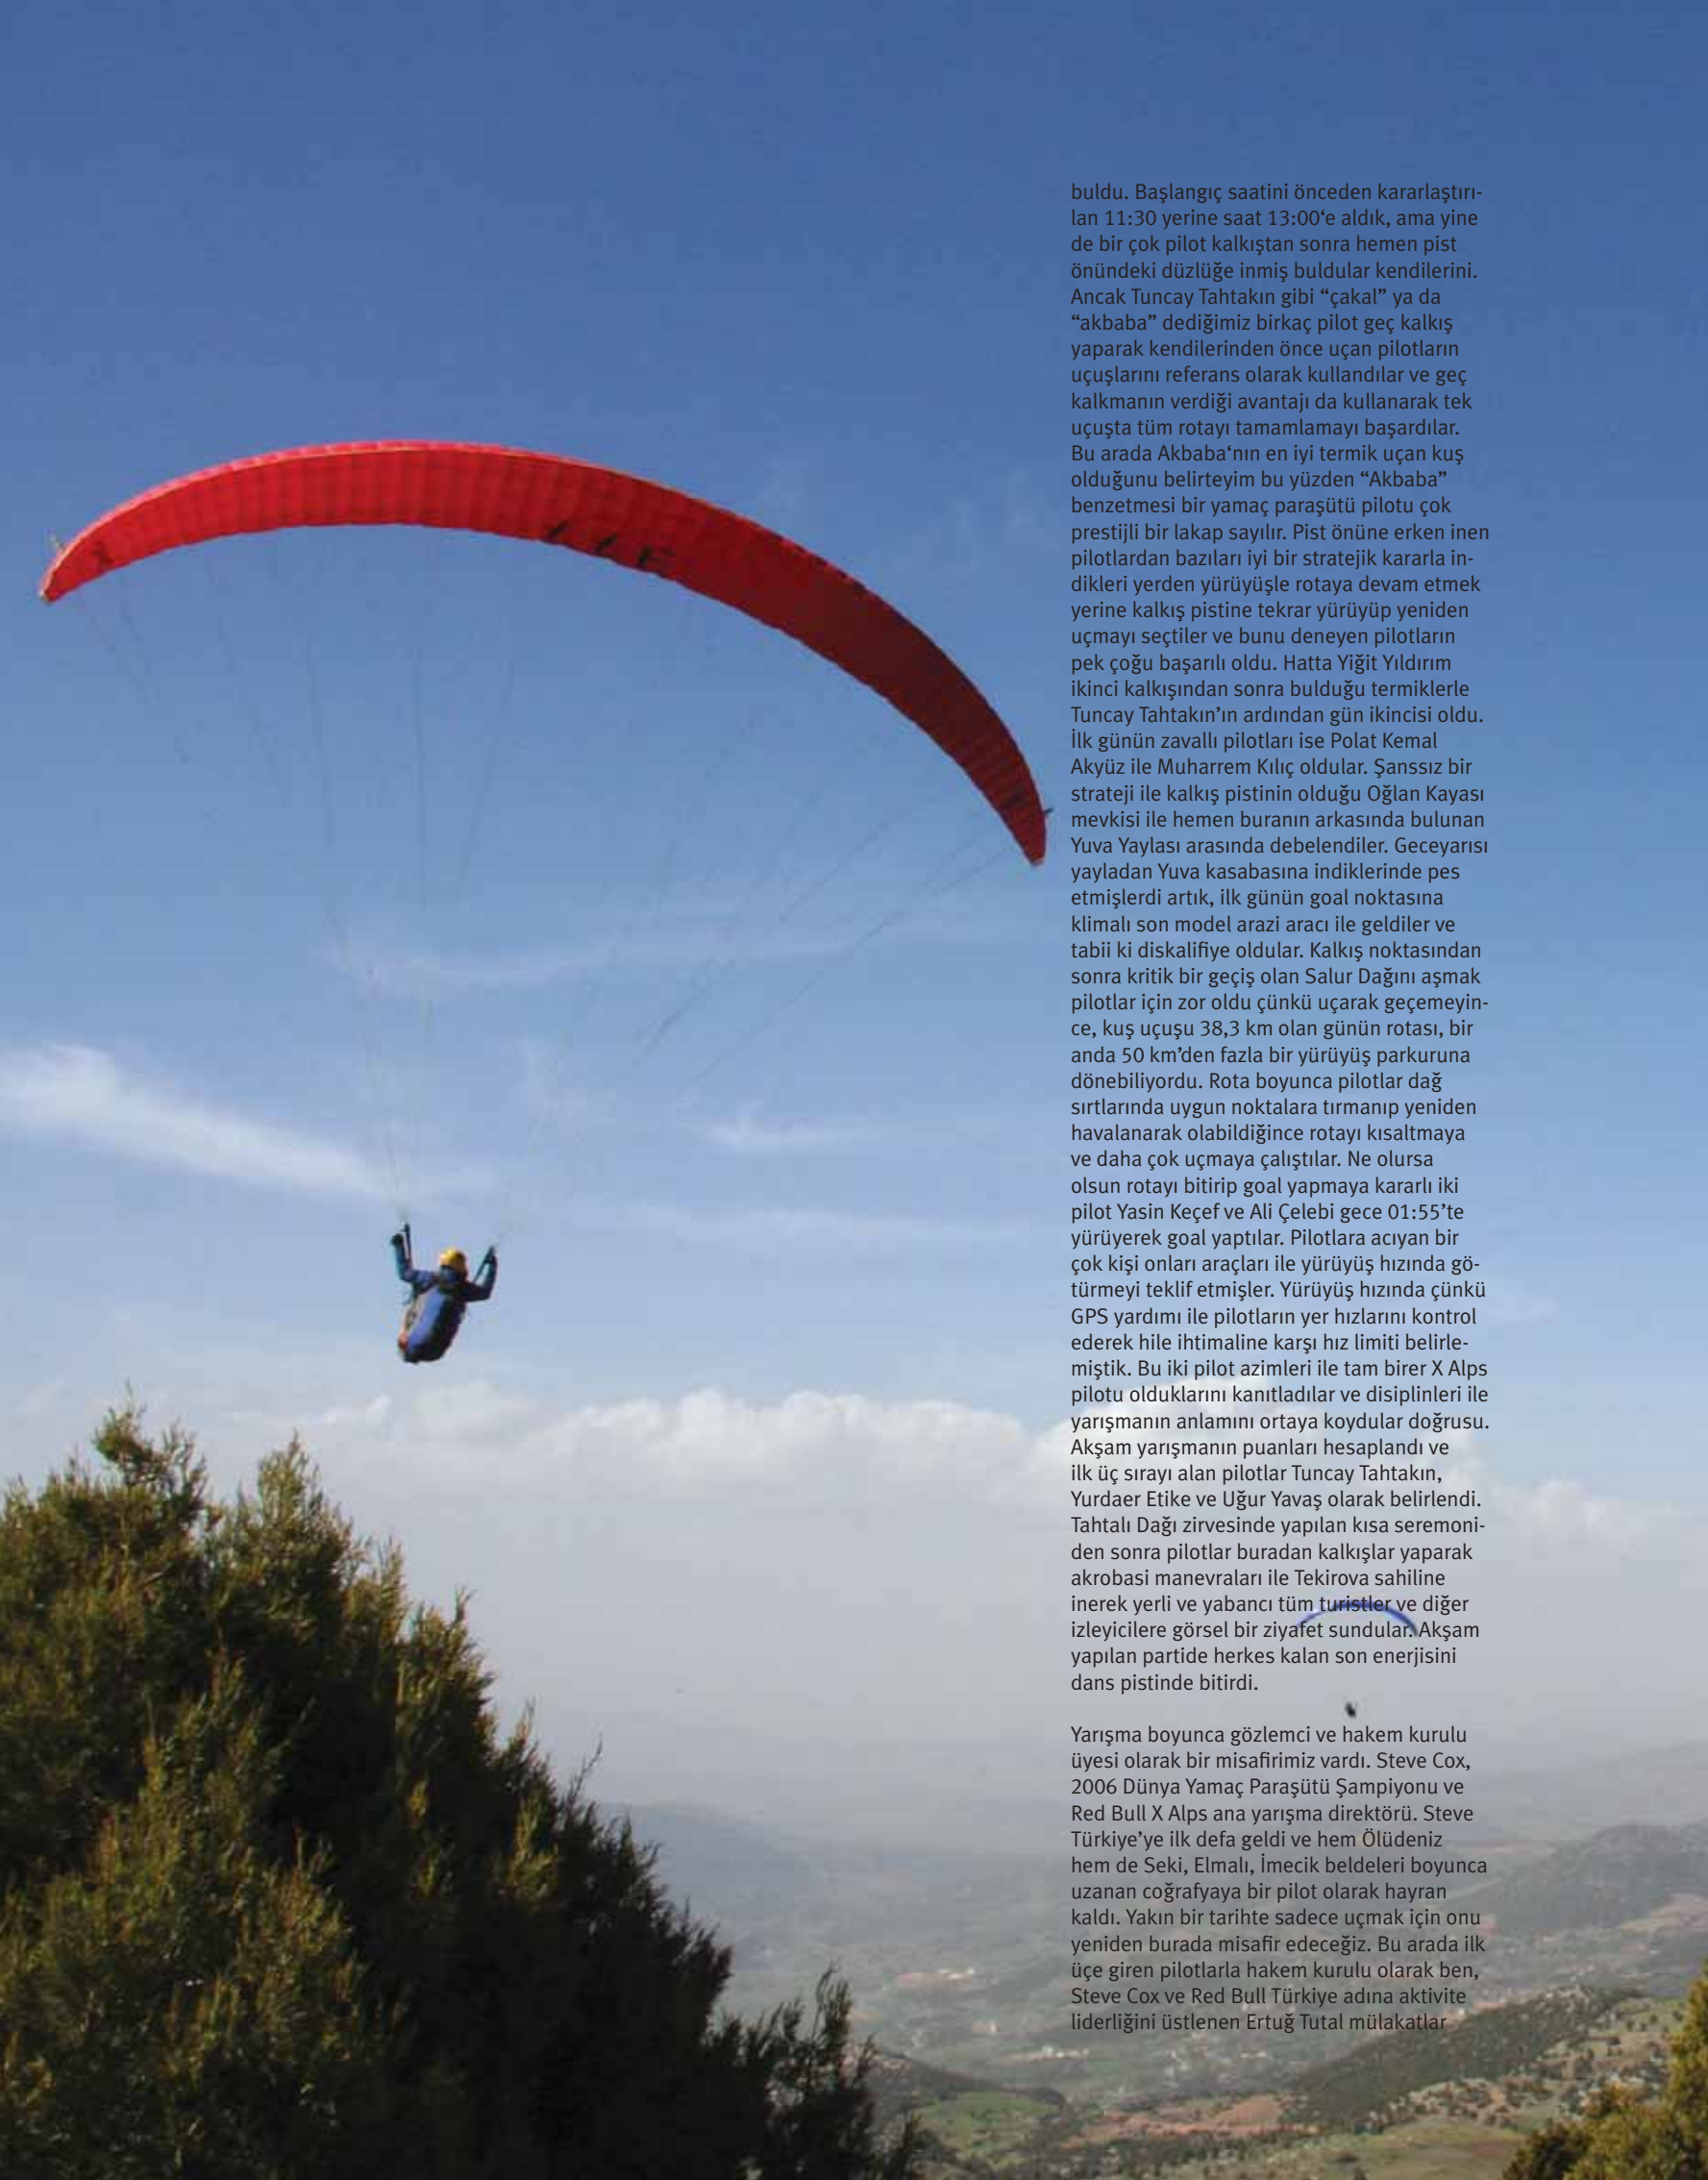 buldu. Başlangıç saatini önceden kararlaştırı-
lan 11:30 yerine saat 13:00‘e aldık, ama yine
de bir çok pilot kalkıştan sonra hemen pist
önündeki düzlüğe inmiş buldular kendilerini.
Ancak Tuncay Tahtakın gibi “çakal” ya da
“akbaba” dediğimiz birkaç pilot geç kalkış
yaparak kendilerinden önce uçan pilotların
uçuşlarını referans olarak kullandılar ve geç
kalkmanın verdiği avantajı da kullanarak tek
uçuşta tüm rotayı tamamlamayı başardılar.
Bu arada Akbaba‘nın en iyi termik uçan kuş
olduğunu belirteyim bu yüzden “Akbaba”
benzetmesi bir yamaç paraşütü pilotu çok
prestijli bir lakap sayılır. Pist önüne erken inen
pilotlardan bazıları iyi bir stratejik kararla in-
dikleri yerden yürüyüşle rotaya devam etmek
yerine kalkış pistine tekrar yürüyüp yeniden
uçmayı seçtiler ve bunu deneyen pilotların
pek çoğu başarılı oldu. Hatta Yiğit Yıldırım
ikinci kalkışından sonra bulduğu termiklerle
Tuncay Tahtakın’ın ardından gün ikincisi oldu.
İlk günün zavallı pilotları ise Polat Kemal
Akyüz ile Muharrem Kılıç oldular. Şanssız bir
strateji ile kalkış pistinin olduğu Oğlan Kayası
mevkisi ile hemen buranın arkasında bulunan
Yuva Yaylası arasında debelendiler. Geceyarısı
yayladan Yuva kasabasına indiklerinde pes
etmişlerdi artık, ilk günün goal noktasına
klimalı son model arazi aracı ile geldiler ve
tabii ki diskalifiye oldular. Kalkış noktasından
sonra kritik bir geçiş olan Salur Dağını aşmak
pilotlar için zor oldu çünkü uçarak geçemeyin-
ce, kuş uçuşu 38,3 km olan günün rotası, bir
anda 50 km’den fazla bir yürüyüş parkuruna
dönebiliyordu. Rota boyunca pilotlar dağ
sırtlarında uygun noktalara tırmanıp yeniden
havalanarak olabildiğince rotayı kısaltmaya
ve daha çok uçmaya çalıştılar. Ne olursa
olsun rotayı bitirip goal yapmaya kararlı iki
pilot Yasin Keçef ve Ali Çelebi gece 01:55’te
yürüyerek goal yaptılar. Pilotlara acıyan bir
çok kişi onları araçları ile yürüyüş hızında gö-
türmeyi teklif etmişler. Yürüyüş hızında çünkü
GPS yardımı ile pilotların yer hızlarını kontrol
ederek hile ihtimaline karşı hız limiti belirle-
miştik. Bu iki pilot azimleri ile tam birer X Alps
pilotu olduklarını kanıtladılar ve disiplinleri ile
yarışmanın anlamını ortaya koydular doğrusu.
Akşam yarışmanın puanları hesaplandı ve
ilk üç sırayı alan pilotlar Tuncay Tahtakın,
Yurdaer Etike ve Uğur Yavaş olarak belirlendi.
Tahtalı Dağı zirvesinde yapılan kısa seremoni-
den sonra pilotlar buradan kalkışlar yaparak
akrobasi manevraları ile Tekirova sahiline
inerek yerli ve yabancı tüm turistler ve diğer
izleyicilere görsel bir ziyafet sundular. Akşam
yapılan partide herkes kalan son enerjisini
dans pistinde bitirdi.

Yarışma boyunca gözlemci ve hakem kurulu
üyesi olarak bir misafirimiz vardı. Steve Cox,
2006 Dünya Yamaç Paraşütü Şampiyonu ve
Red Bull X Alps ana yarışma direktörü. Steve
Türkiye’ye ilk defa geldi ve hem Ölüdeniz
hem de Seki, Elmalı, İmecik beldeleri boyunca
uzanan coğrafyaya bir pilot olarak hayran
kaldı. Yakın bir tarihte sadece uçmak için onu
yeniden burada misafir edeceğiz. Bu arada ilk
üçe giren pilotlarla hakem kurulu olarak ben,
Steve Cox ve Red Bull Türkiye adına aktivite
liderliğini üstlenen Ertuğ Tutal mülakatlar